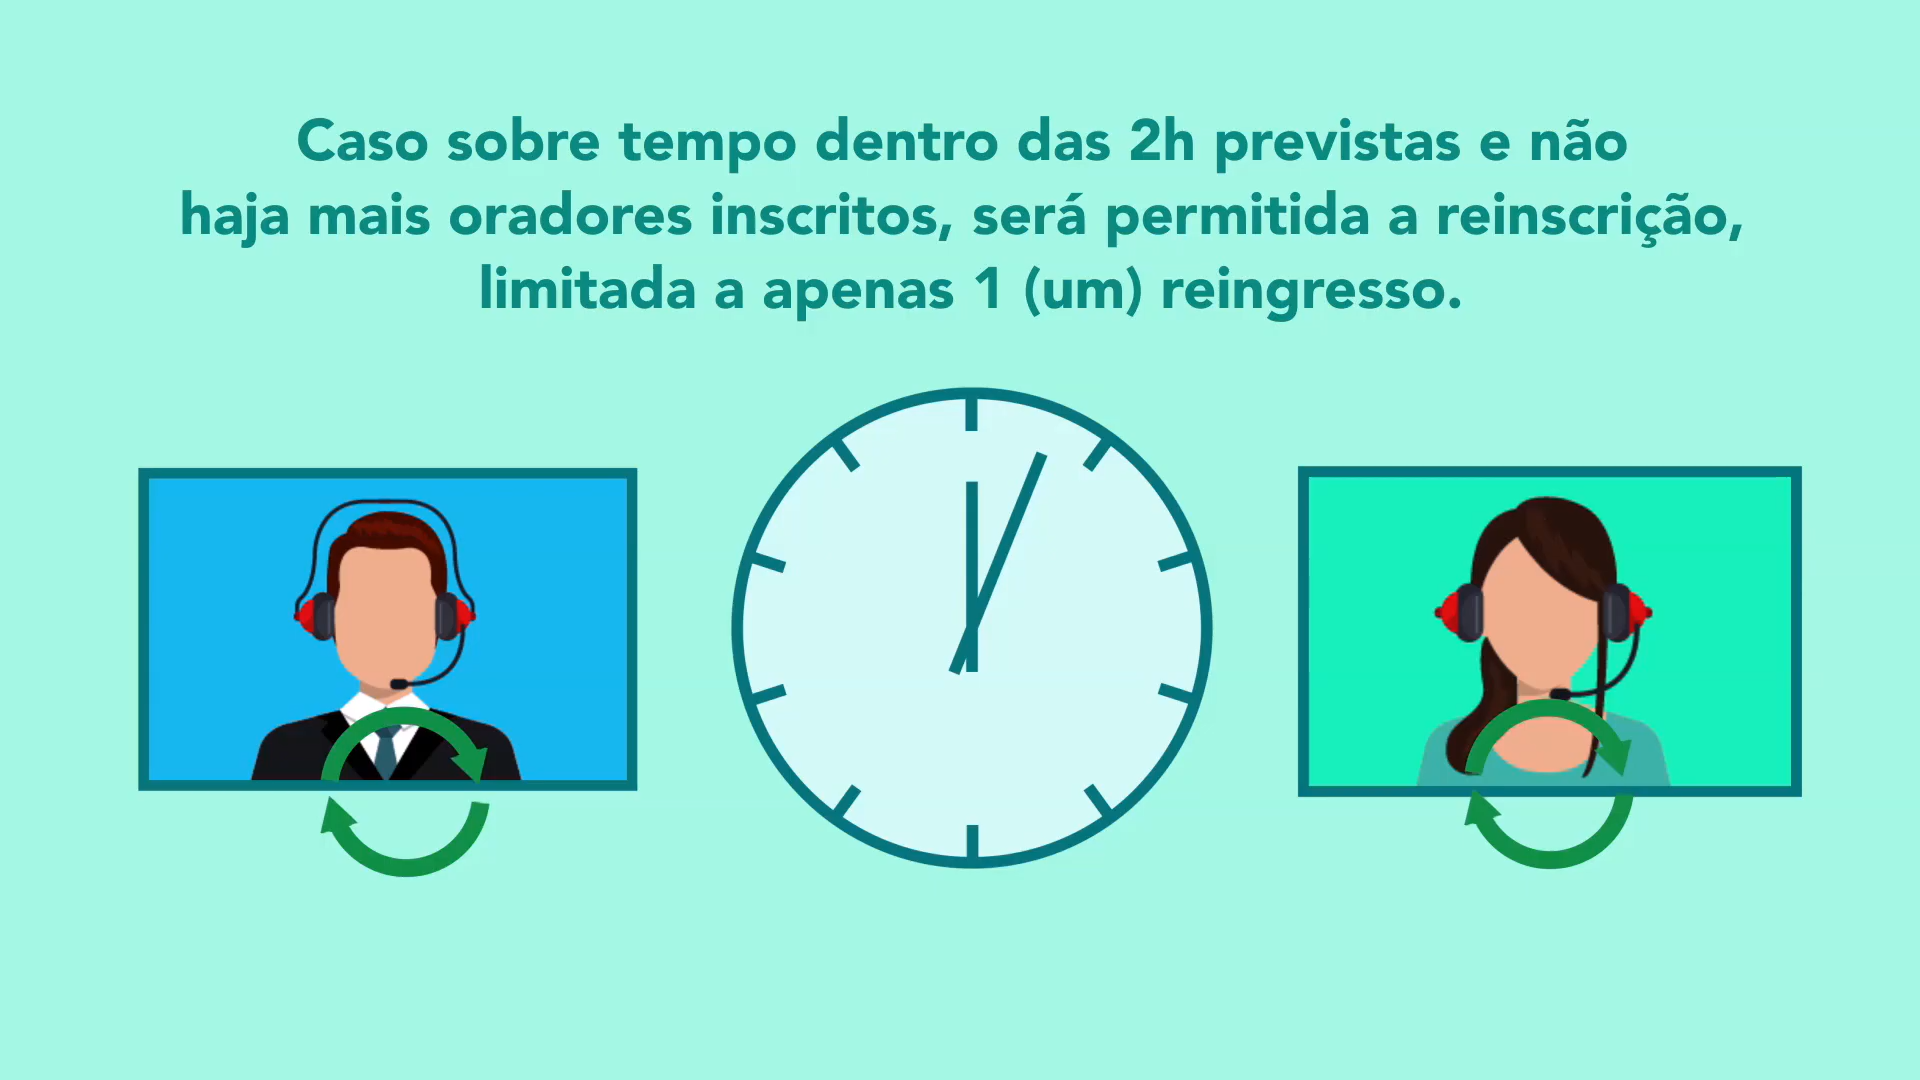 Caso sobre tempo dentro das 2h previstas e não
haja mais oradores inscritos, será permitida a reinscrição,
limitada a apenas 1 (um) reingresso.